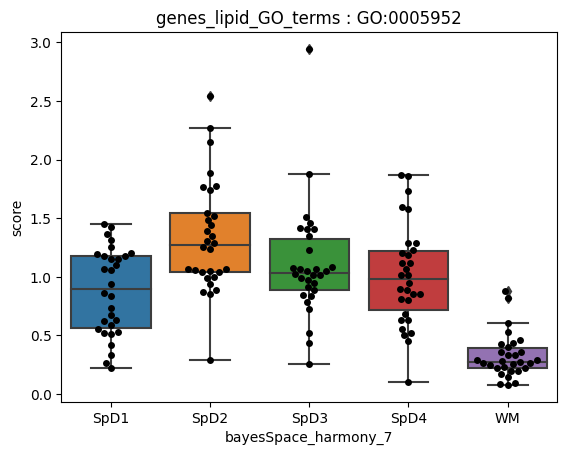 genes_lipid_GO_terms : GO:0005952
3.0
2.5
2.0
1.5
1.0
0.5
0.0
score
SpD1 SpD2 SpD3 SpD4 WM
bayesSpace_harmony_7